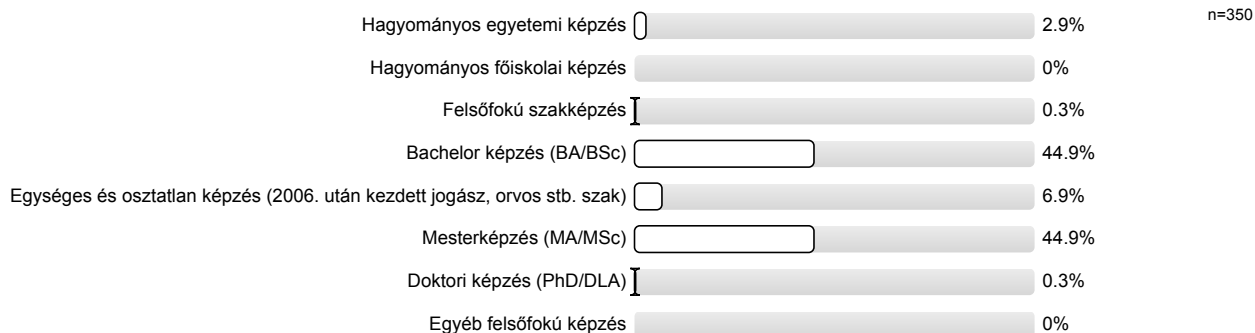 Hagyományos egyetemi képzés 2.9% n=350
Hagyományos főiskolai képzés 0%
Felsőfokú szakképzés 0.3%
Bachelor képzés (BA/BSc) 44.9%
Egységes és osztatlan képzés (2006. után kezdett jogász, orvos stb. szak) 6.9%
Mesterképzés (MA/MSc) 44.9%
Doktori képzés (PhD/DLA) 0.3%
Egyéb felsőfokú képzés 0%